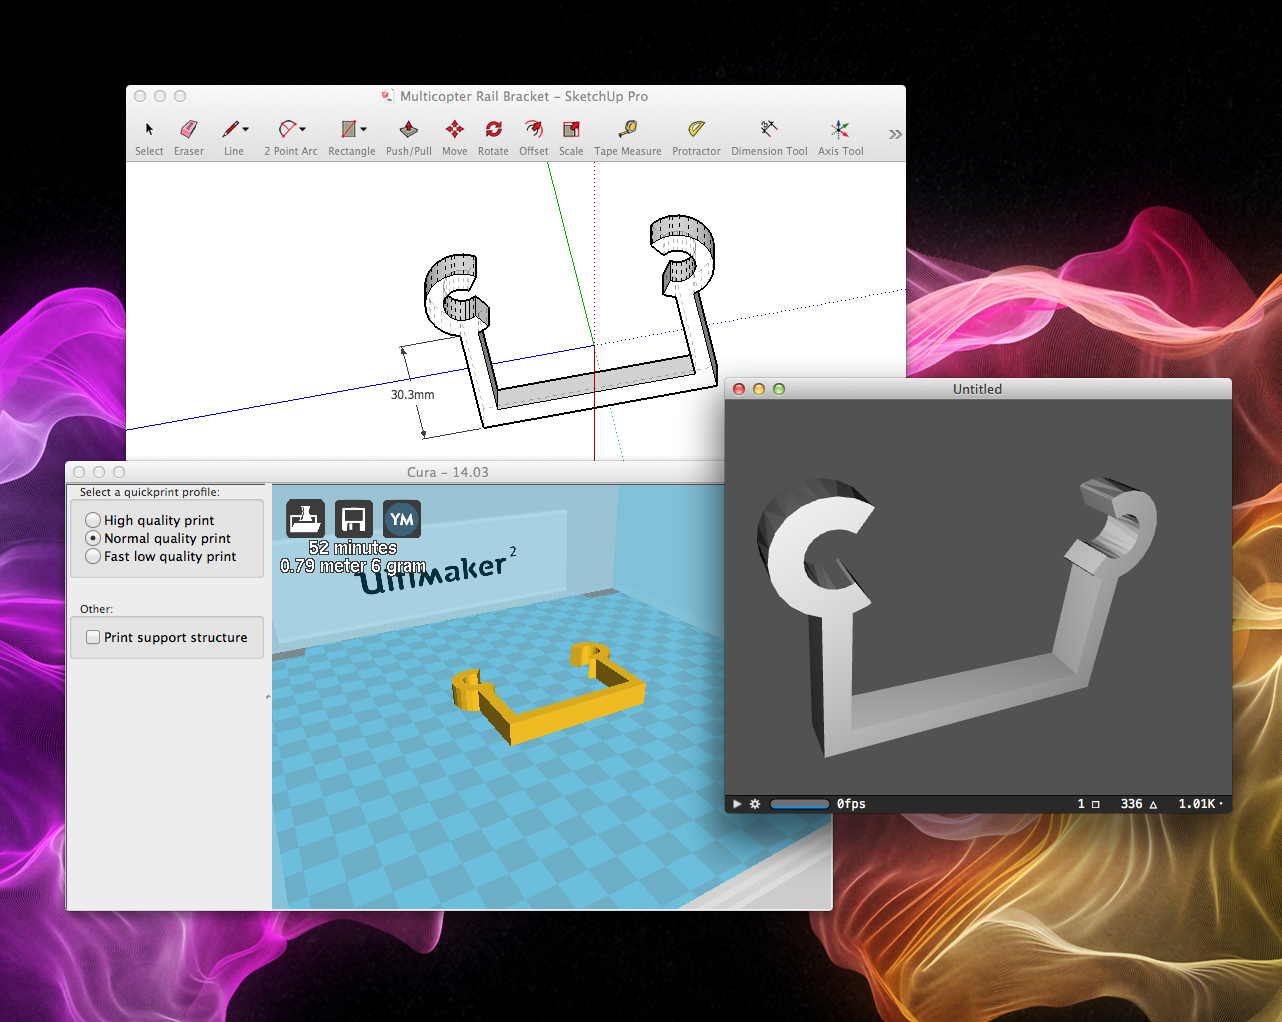 Multicopter Rail Bracket – SketchUp Pro
Select Eraser Line 2 Point Arc Rectangle Push/Pull Move Rotate Offset Scale Tape Measure Protractor Dimension Tool Axis Tool
30.3mm
Untitled
0fps 1 336 1.01K
Cura – 14.03
Select a quickprint profile:
High quality print
Normal quality print
Fast low quality print
Other:
Print support structure
YM
52 minutes
0.79 meter 6 gram
Ultimaker 2